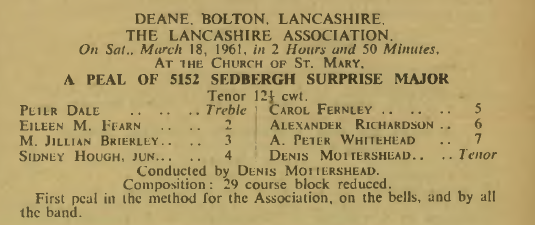 DEANE, BOLTON, LANCASHIRE.
THE LANCASHIRE ASSOCIATION.
On Sat., March 18, 1961, in 2 Hours and 50 Minutes,
AT THE CHURCH OF ST. MARY.
A PEAL OF 5152 SEDBERGH SURPRISE MAJOR
Tenor 12½ cwt.
PETER DALE .. .. .. Treble
EILEEN M. FEARN .. .. 2
M. JILLIAN BRIERLEY .. .. 3
SIDNEY HOUGH, JUN. .. .. 4
CAROL FERNLEY .. .. .. 5
ALEXANDER RICHARDSON .. 6
A. PETER WHITEHEAD .. 7
DENIS MOTTERSHEAD .. .. Tenor
Conducted by DENIS MOTTERSHEAD.
Composition: 29 course block reduced.
First peal in the method for the Association, on the bells, and by all
the band.